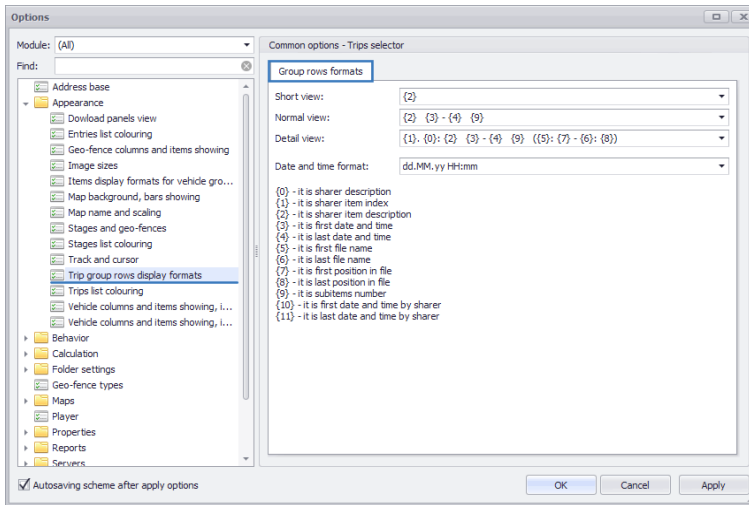 Options
Module: (All)
Find:
Address base
Appearance
Dowload panels view
Entries list colouring
Geo-fence columns and items showing
Image sizes
Items display formats for vehicle gro...
Map background, bars showing
Map name and scaling
Stages and geo-fences
Stages list colouring
Track and cursor
Trip group rows display formats
Trips list colouring
Vehicle columns and items showing, i...
Vehicle columns and items showing, i...
Behavior
Calculation
Folder settings
Geo-fence types
Maps
Player
Properties
Reports
Servers
Common options - Trips selector
Group rows formats
Short view: {2}
Normal view: {2} {3} - {4} {9}
Detail view: {1}. {0}: {2} {3} - {4} {9} ({5}: {7} - {6}: {8})
Date and time format: dd.MM.yy HH:mm
{0} - it is sharer description
{1} - it is sharer item index
{2} - it is sharer item description
{3} - it is first date and time
{4} - it is last date and time
{5} - it is first file name
{6} - it is last file name
{7} - it is first position in file
{8} - it is last position in file
{9} - it is subitems number
{10} - it is first date and time by sharer
{11} - it is last date and time by sharer
Autosaving scheme after apply options
OK Cancel Apply